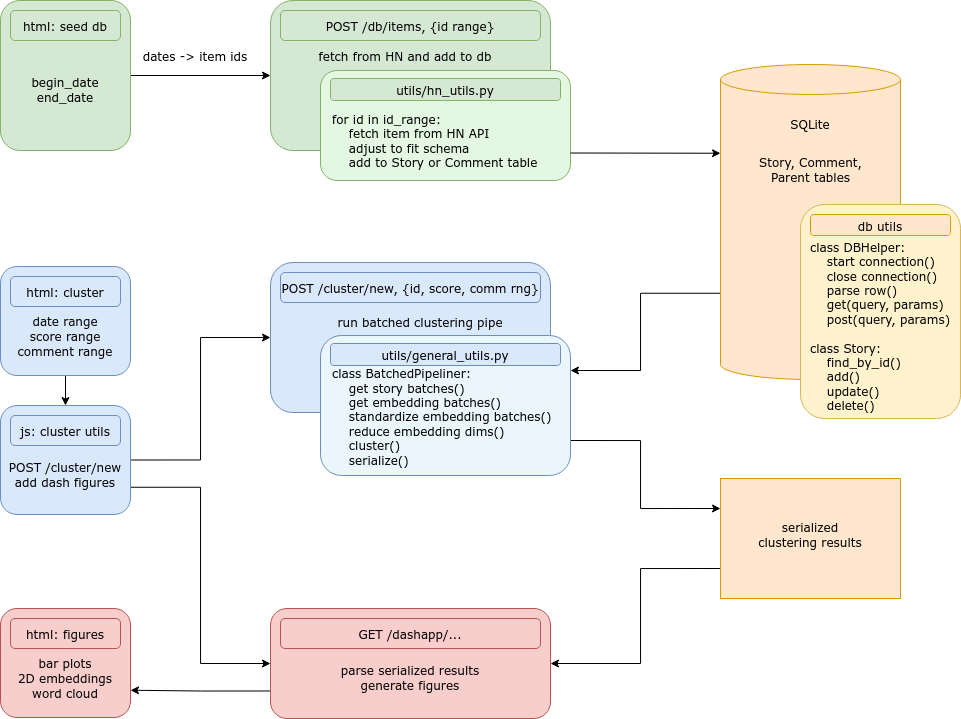 html: seed db
begin_date
end_date
dates -> item ids
POST /db/items, {id range}
fetch from HN and add to db
utils/hn_utils.py
for id in id_range:
fetch item from HN API
adjust to fit schema
add to Story or Comment table
SQLite
Story, Comment,
Parent tables
db utils
class DBHelper:
start connection()
close connection()
parse row()
get(query, params)
post(query, params)
class Story:
find_by_id()
add()
update()
delete()
html: cluster
date range
score range
comment range
js: cluster utils
POST /cluster/new
add dash figures
POST /cluster/new, {id, score, comm rng}
run batched clustering pipe
utils/general_utils.py
class BatchedPipeliner:
get story batches()
get embedding batches()
standardize embedding batches()
reduce embedding dims()
cluster()
serialize()
serialized
clustering results
html: figures
bar plots
2D embeddings
word cloud
GET /dashapp/...
parse serialized results
generate figures